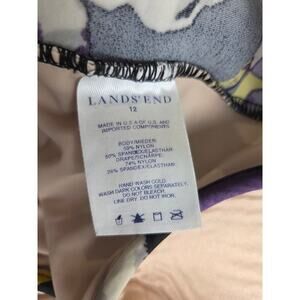 LANDS' END
12
MADE IN U S A OF U.S. AND
IMPORTED COMPONENTS
BODY/MIEDER:
50% NYLON
50% SPANDEX/ELASTHAN
DRAPE/SCHÄRPE:
74% NYLON
26% SPANDEX/ELASTHAN
HAND WASH COLD.
WASH DARK COLORS SEPARATELY.
DO NOT BLEACH.
LINE DRY. DO NOT IRON.